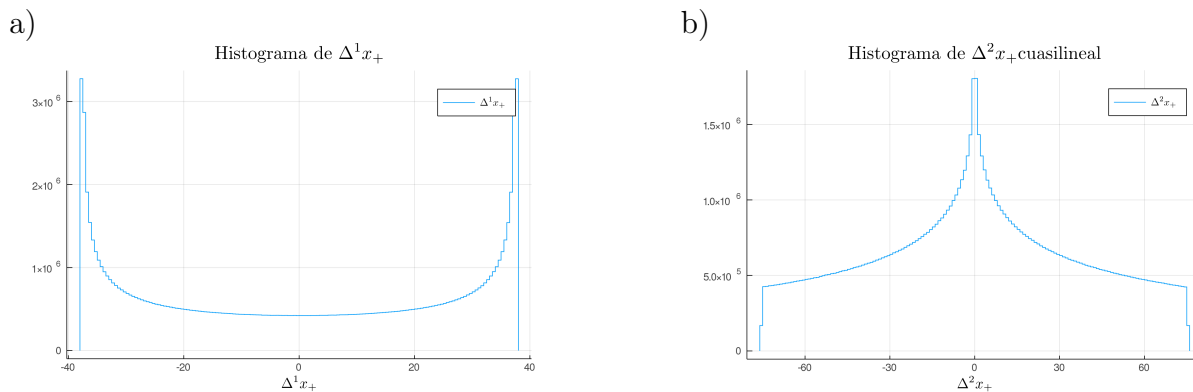 a)
Histograma de Δ¹x₊
3×10 ⁶
2×10 ⁶
1×10 ⁶
0
-40 -20 0 20 40
Δ¹x₊
Δ¹x₊
b)
Histograma de Δ²x₊cuasilineal
1.5×10 ⁶
1.0×10 ⁶
5.0×10 ⁵
0
-60 -30 0 30 60
Δ²x₊
Δ²x₊